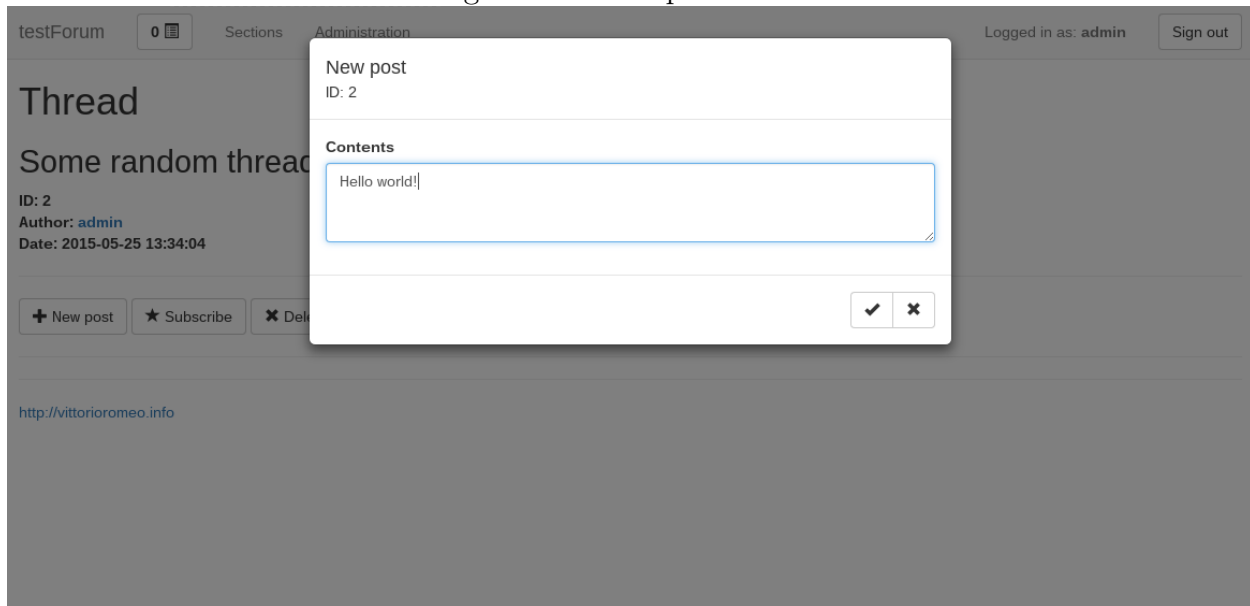 testForum 0 Sections Administration Logged in as: admin Sign out
New post
ID: 2
Thread
Contents
Some random thread
Hello world!
ID: 2
Author: admin
Date: 2015-05-25 13:34:04
New post Subscribe
http://vittorioromeo.info